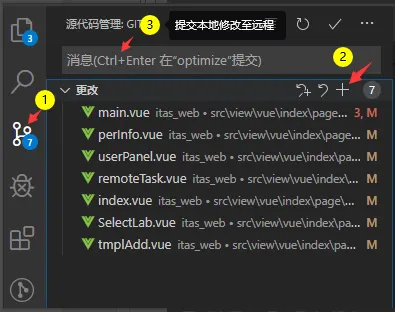 源代码管理: GIT
3
提交本地修改至远程
3
消息(Ctrl+Enter 在“optimize”提交)
2
更改
7
1
7
main.vue itas_web • src\view\vue\index\page... 3, M
perInfo.vue itas_web • src\view\vue\index\pa... M
userPanel.vue itas_web • src\view\vue\index\p... M
remoteTask.vue itas_web • src\view\vue\index\... M
index.vue itas_web • src\view\vue\index\page\... M
SelectLab.vue itas_web • src\view\vue\index\pa... M
tmplAdd.vue itas_web • src\view\vue\index\pa... M